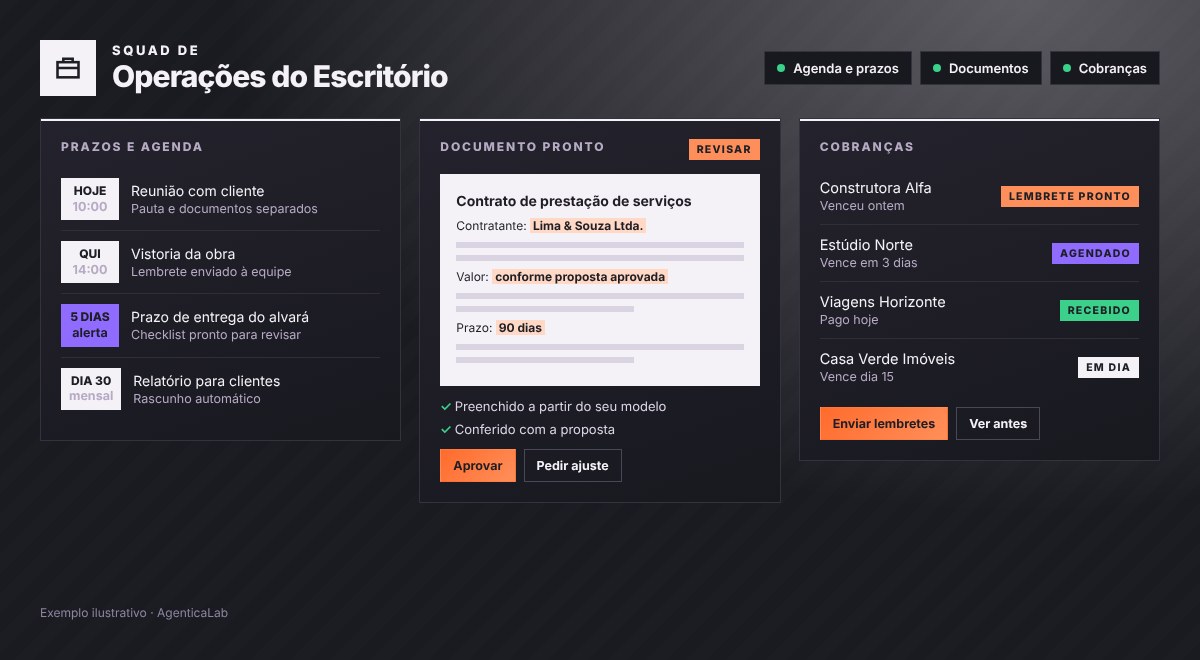 SQUAD DE
Operações do Escritório
Agenda e prazos
Documentos
Cobranças
PRAZOS E AGENDA
HOJE
10:00
Reunião com cliente
Pauta e documentos separados
QUI
14:00
Vistoria da obra
Lembrete enviado à equipe
5 DIAS
alerta
Prazo de entrega do alvará
Checklist pronto para revisar
DIA 30
mensal
Relatório para clientes
Rascunho automático
DOCUMENTO PRONTO
REVISAR
Contrato de prestação de serviços
Contratante: Lima & Souza Ltda.
Valor: conforme proposta aprovada
Prazo: 90 dias
Preenchido a partir do seu modelo
Conferido com a proposta
Aprovar
Pedir ajuste
COBRANÇAS
Construtora Alfa
Venceu ontem
LEMBRETE PRONTO
Estúdio Norte
Vence em 3 dias
AGENDADO
Viagens Horizonte
Pago hoje
RECEBIDO
Casa Verde Imóveis
Vence dia 15
EM DIA
Enviar lembretes
Ver antes
Exemplo ilustrativo · AgenticaLab